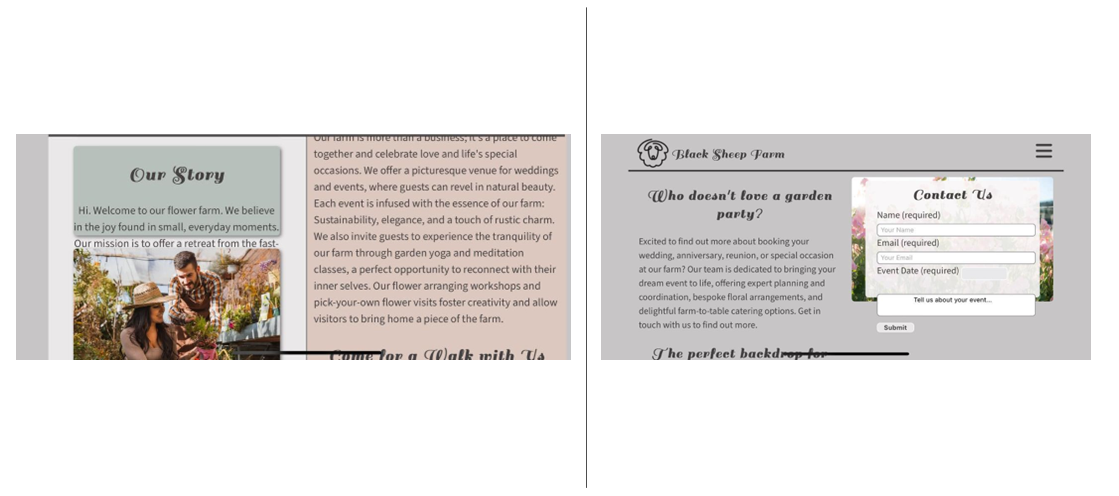 Our Story
Hi. Welcome to our flower farm. We believe
in the joy found in small, everyday moments.
Our mission is to offer a retreat from the fast-
Our farm is more than a business; it's a place to come
together and celebrate love and life's special
occasions. We offer a picturesque venue for weddings
and events, where guests can revel in natural beauty.
Each event is infused with the essence of our farm:
Sustainability, elegance, and a touch of rustic charm.
We also invite guests to experience the tranquility of
our farm through garden yoga and meditation
classes, a perfect opportunity to reconnect with their
inner selves. Our flower arranging workshops and
pick-your-own flower visits foster creativity and allow
visitors to bring home a piece of the farm.
Come for a Walk with Us
Black Sheep Farm
Who doesn't love a garden
party?
Excited to find out more about booking your
wedding, anniversary, reunion, or special occasion
at our farm? Our team is dedicated to bringing your
dream event to life, offering expert planning and
coordination, bespoke floral arrangements, and
delightful farm-to-table catering options. Get in
touch with us to find out more.
The perfect backdrop for
Contact Us
Name (required)
Your Name
Email (required)
Your Email
Event Date (required)
Tell us about your event...
Submit